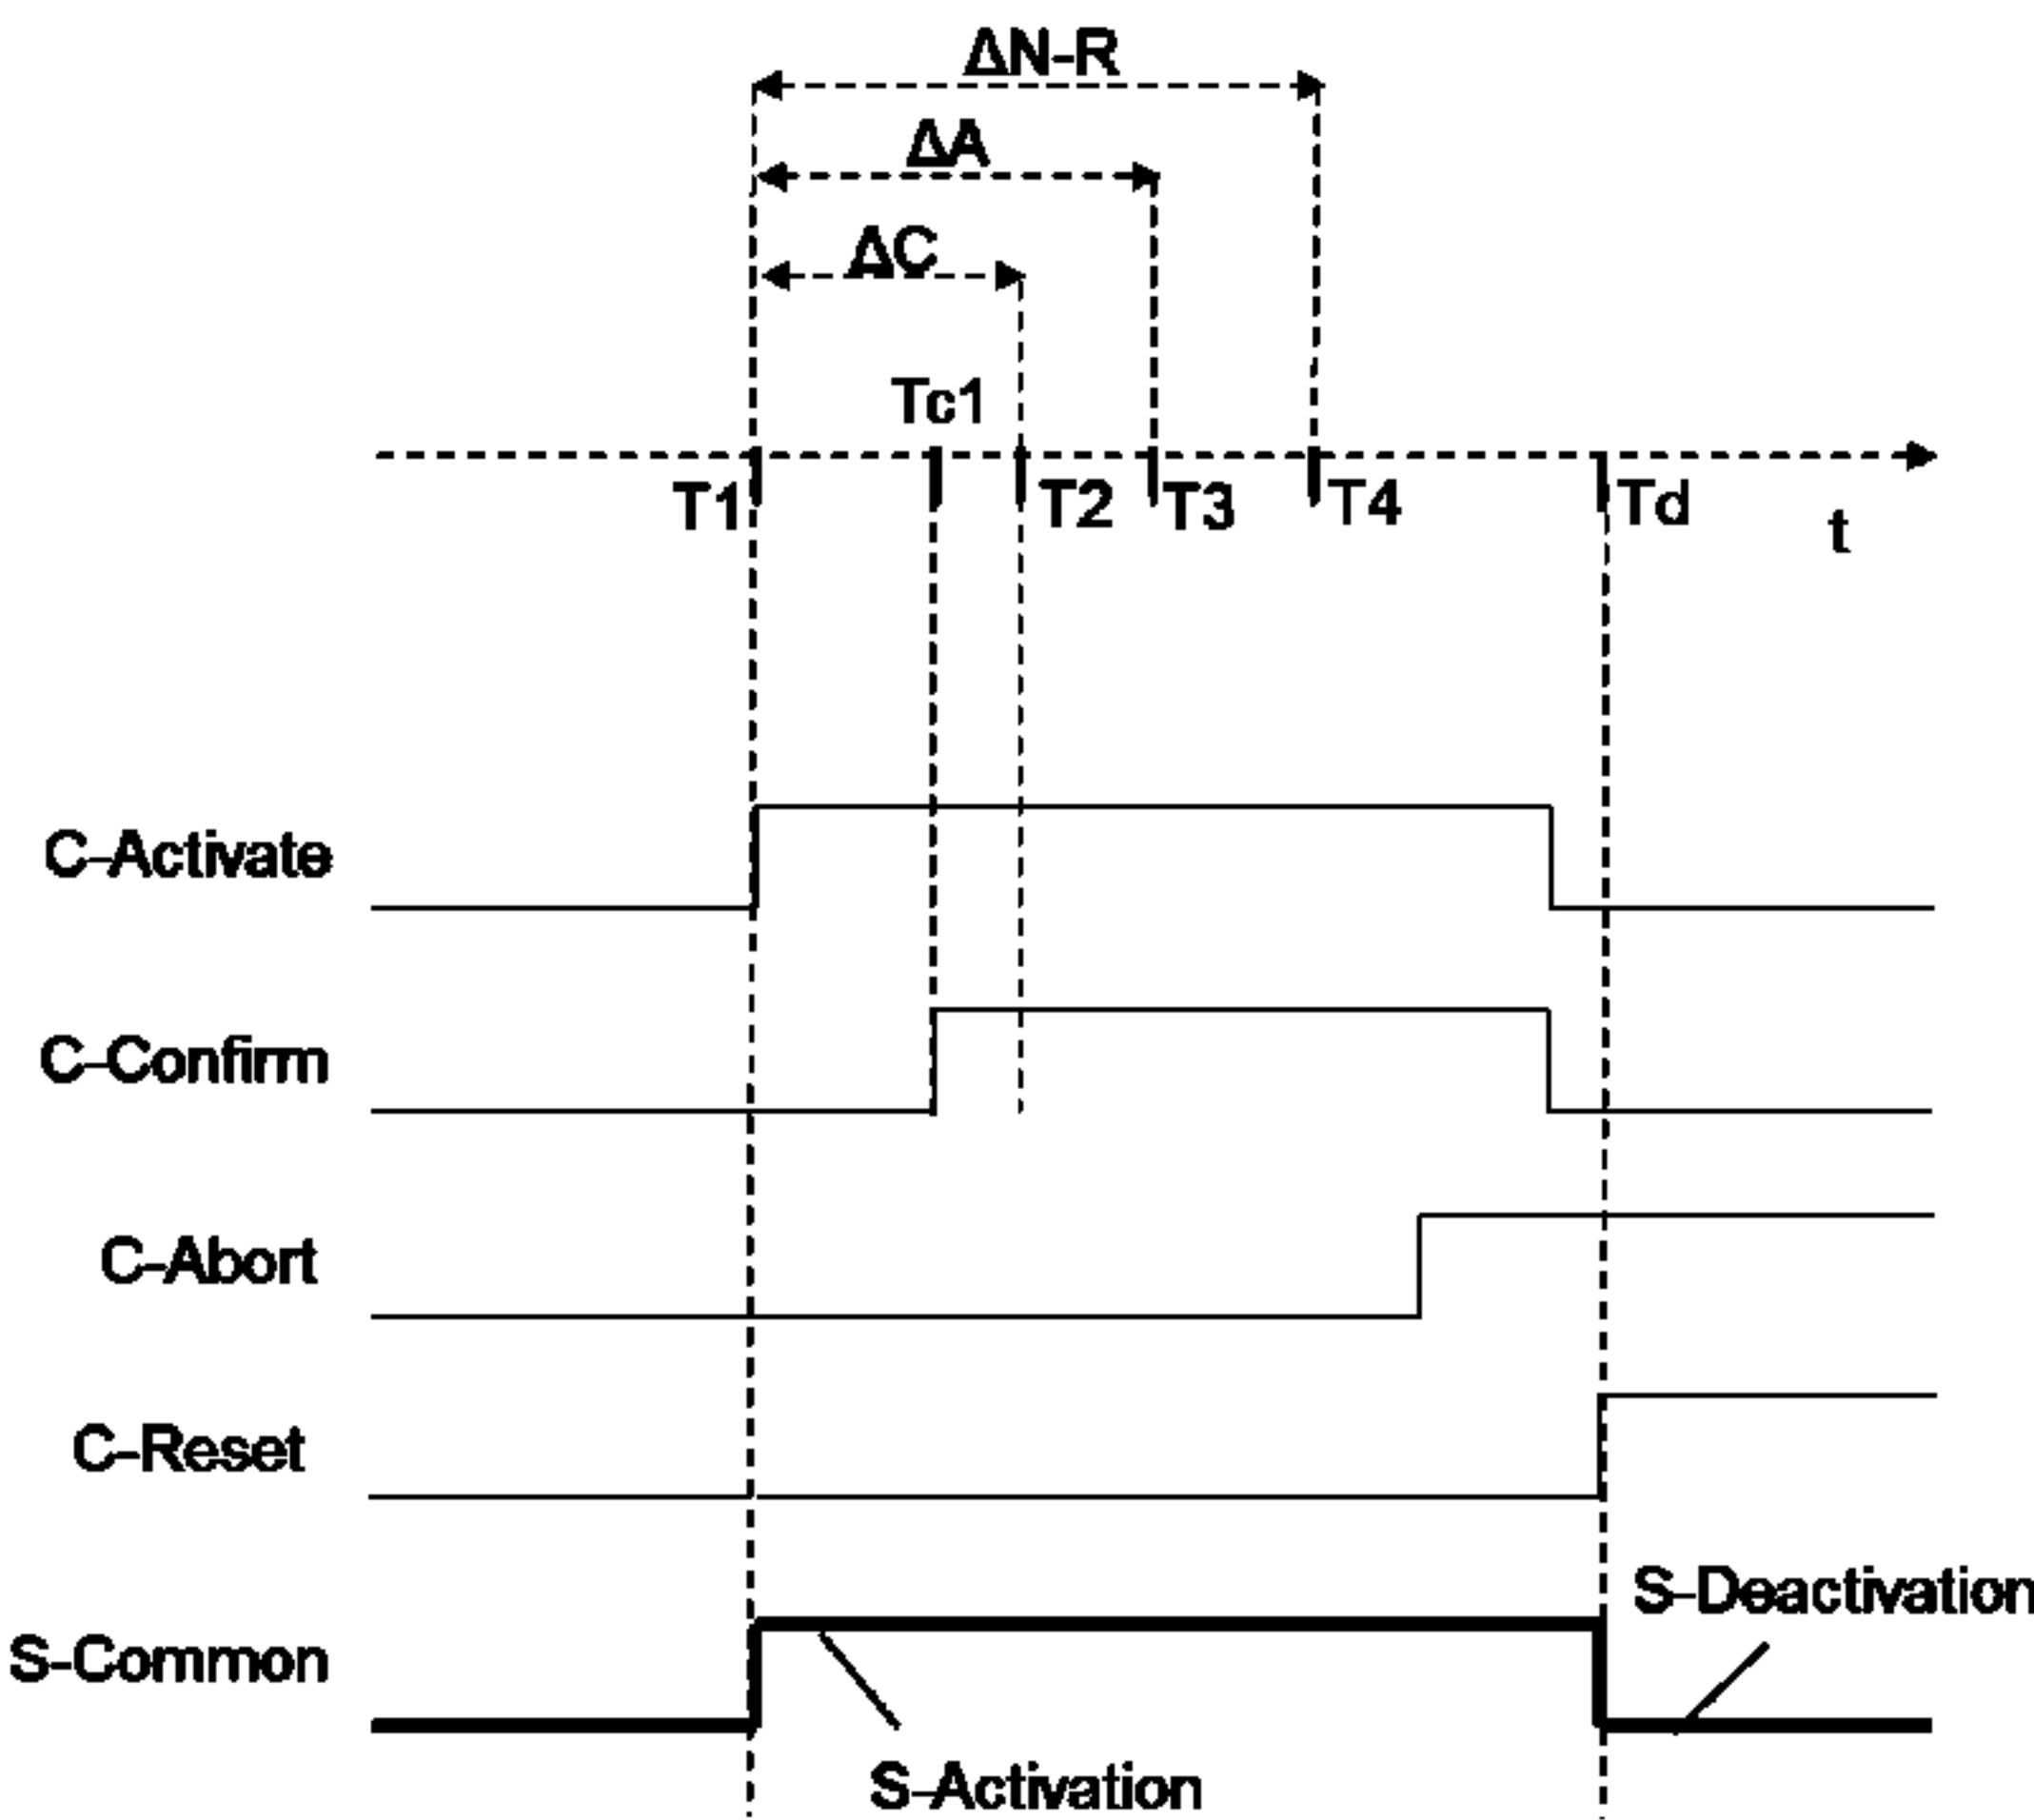 ΔN-R
ΔA
ΔC
Tc1
T1 T2 T3 T4 Td
t
C-Activate
C-Confirm
C-Abort
C-Reset
S-Deactivation
S-Common
S-Activation